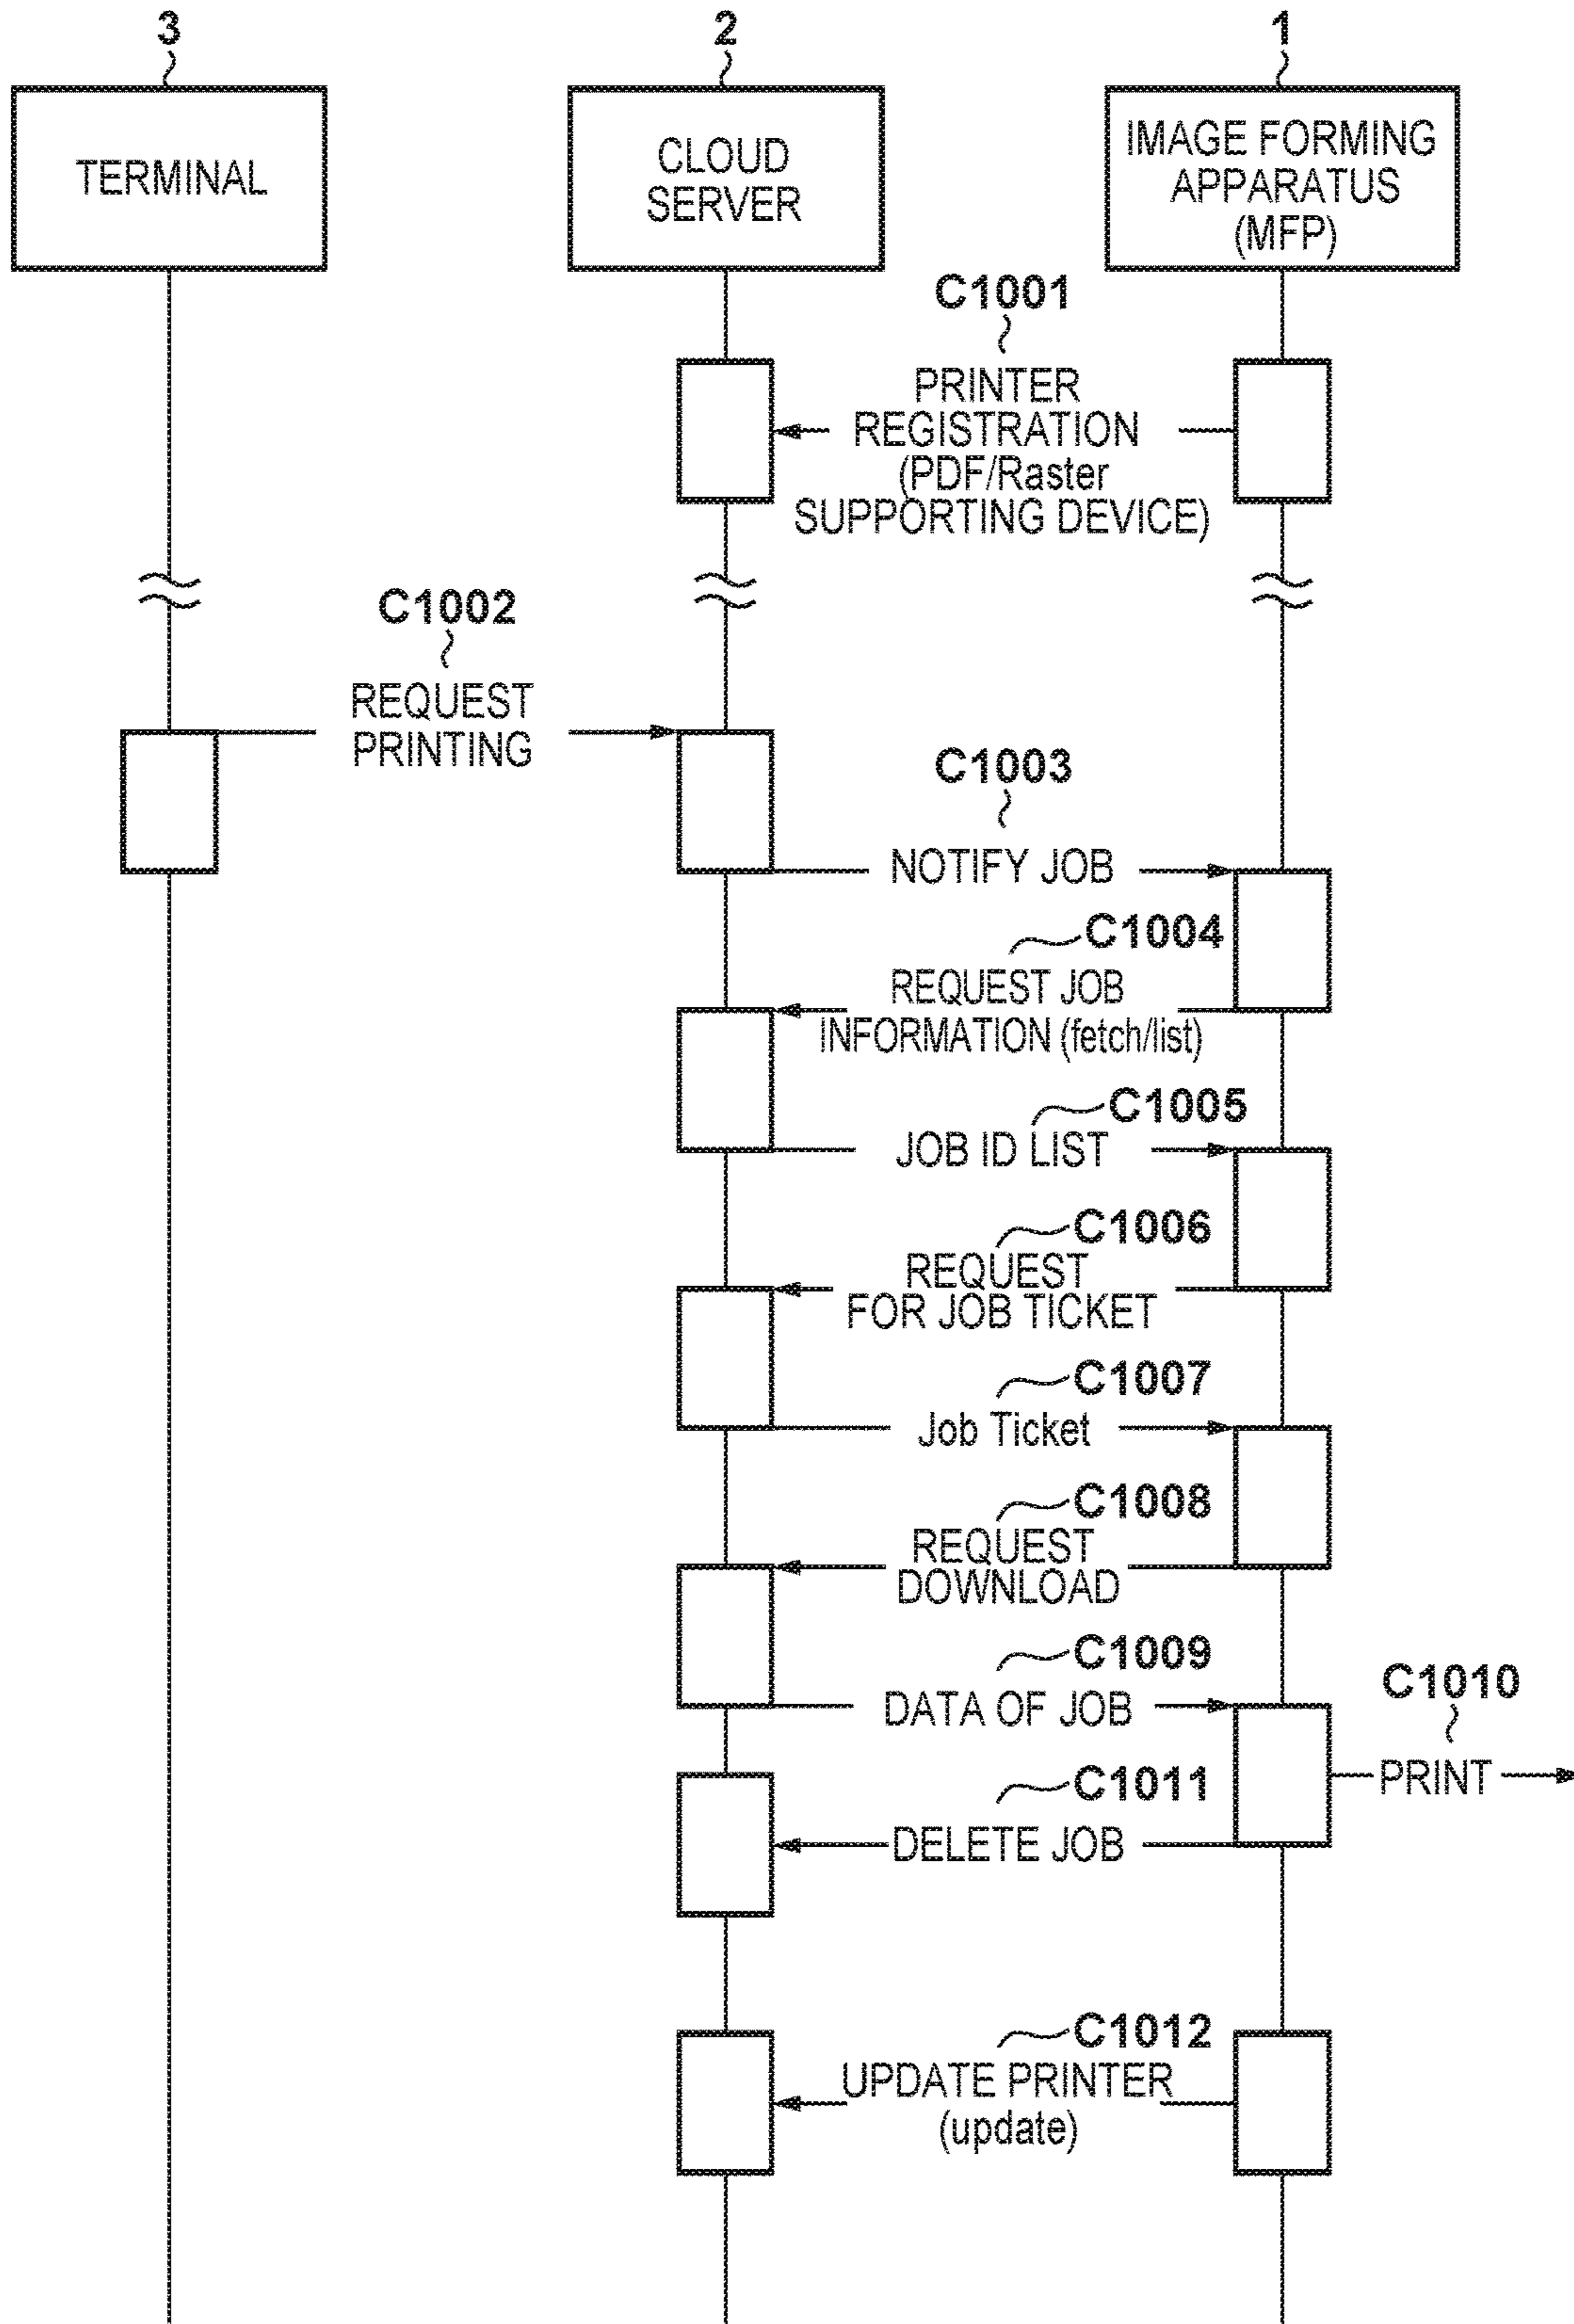 3
2
1
TERMINAL
CLOUD
SERVER
IMAGE FORMING
APPARATUS
(MFP)
C1001
PRINTER
REGISTRATION
(PDF/Raster
SUPPORTING DEVICE)
C1002
REQUEST
PRINTING
C1003
NOTIFY JOB
C1004
REQUEST JOB
INFORMATION (fetch/list)
C1005
JOB ID LIST
C1006
REQUEST
FOR JOB TICKET
C1007
Job Ticket
C1008
REQUEST
DOWNLOAD
C1009
DATA OF JOB
C1010
PRINT
C1011
DELETE JOB
C1012
UPDATE PRINTER
(update)